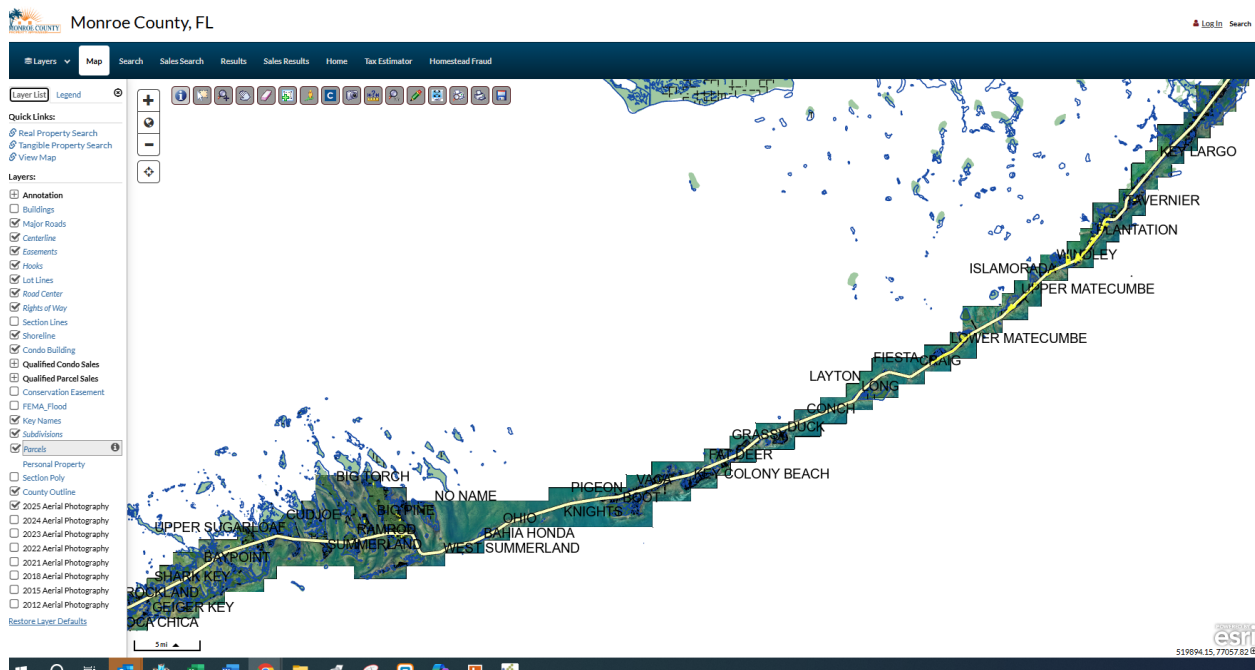 MONROE COUNTY
Monroe County, FL
Log In Search
Layers Map Search Sales Search Results Sales Results Home Tax Estimator Homestead Fraud
Layer List Legend
Quick Links:
Real Property Search
Tangible Property Search
View Map
Layers:
Annotation
Buildings
Major Roads
Centerline
Easements
Hooks
Lot Lines
Road Center
Rights of Way
Section Lines
Shoreline
Condo Building
Qualified Condo Sales
Qualified Parcel Sales
Conservation Easement
FEMA_Flood
Key Names
Subdivisions
Parcels
Personal Property
Section Poly
County Outline
2025 Aerial Photography
2024 Aerial Photography
2023 Aerial Photography
2022 Aerial Photography
2021 Aerial Photography
2018 Aerial Photography
2015 Aerial Photography
2012 Aerial Photography
Restore Layer Defaults
KEY LARGO
TAVERNIER
PLANTATION
WINDLEY
ISLAMORADA
UPPER MATECUMBE
LOWER MATECUMBE
FIESTA
CRAIG
LAYTON
LONG
CONCH
DUCK
GRASSY
FAT DEER
KEY COLONY BEACH
VACA
BOOT
PIGEON
KNIGHTS
BIG TORCH
NO NAME
BIG PINE
CUDJOE
OHIO
BAHIA HONDA
UPPER SUGARLOAF
RAMROD
SUMMERLAND
WEST SUMMERLAND
BAYPOINT
SHARK KEY
ROCKLAND
GEIGER KEY
OCA CHICA
5 mi
POWERED BY
esri
519894.15, 77057.82